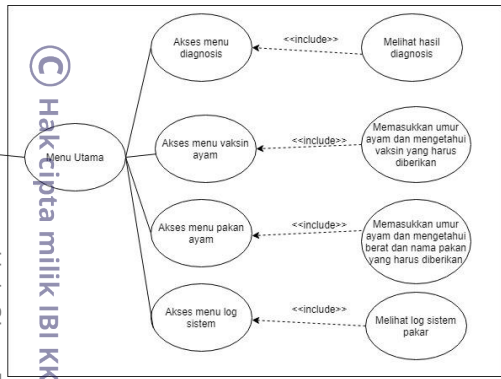 Akses menu
diagnosis
<<include>>
Melihat hasil
diagnosis
Menu Utama
Akses menu vaksin
ayam
<<include>>
Memasukkan umur
ayam dan mengetahui
vaksin yang harus
diberikan
Akses menu pakan
ayam
<<include>>
Memasukkan umur
ayam dan mengetahui
berat dan nama pakan
yang harus diberikan
Akses menu log
sistem
<<include>>
Melihat log sistem
pakar
© Hak cipta milik IBI KK